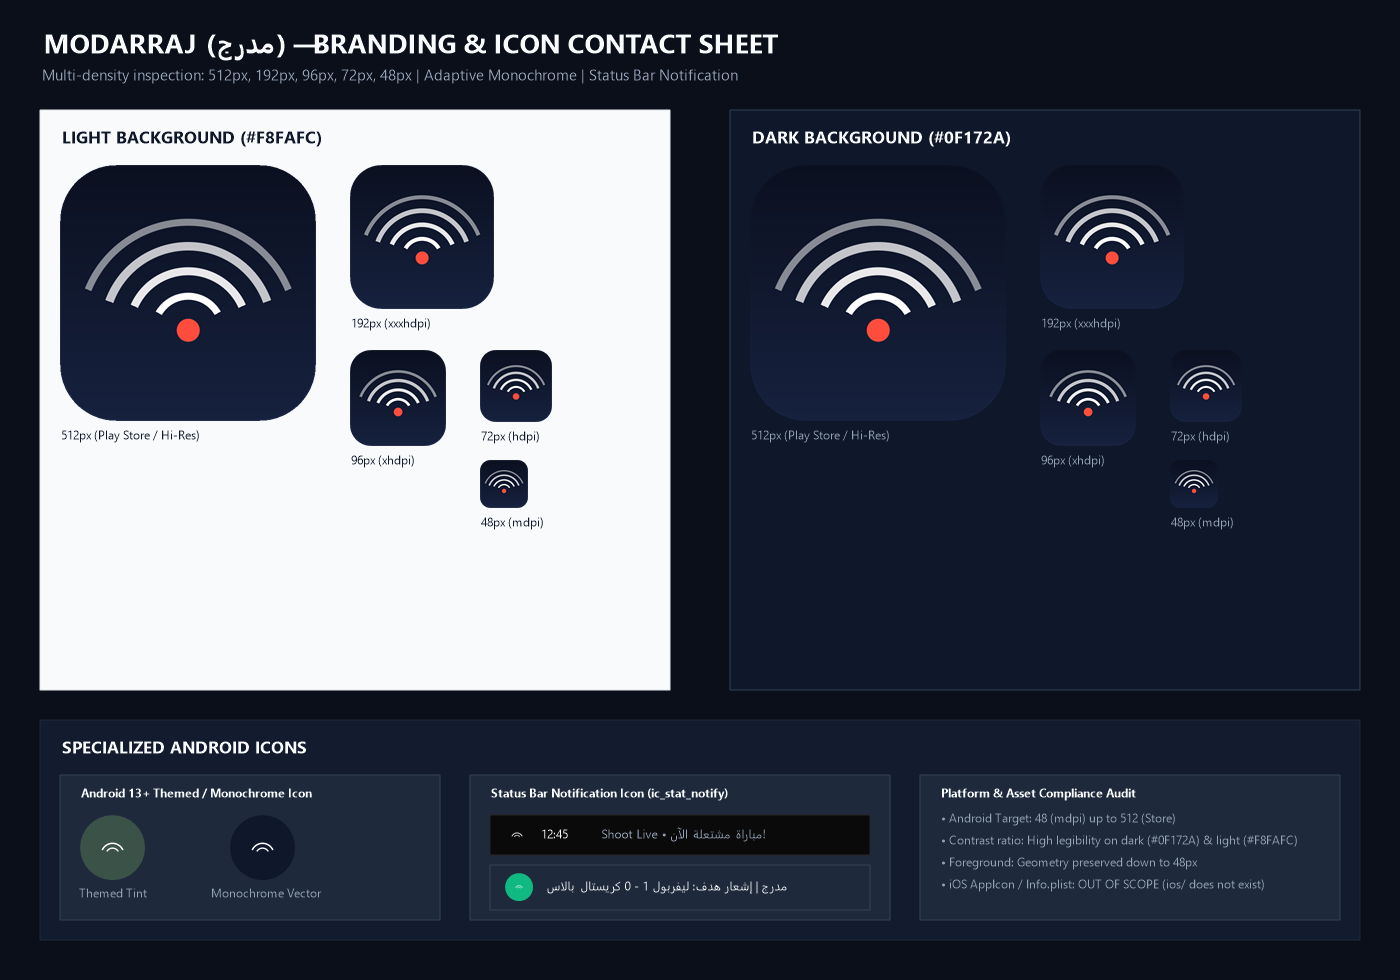 MODARRAJ (مدرج) —BRANDING & ICON CONTACT SHEET
Multi-density inspection: 512px, 192px, 96px, 72px, 48px | Adaptive Monochrome | Status Bar Notification
LIGHT BACKGROUND (#F8FAFC)
192px (xxxhdpi)
512px (Play Store / Hi-Res)
96px (xhdpi)
72px (hdpi)
48px (mdpi)
DARK BACKGROUND (#0F172A)
192px (xxxhdpi)
512px (Play Store / Hi-Res)
96px (xhdpi)
72px (hdpi)
48px (mdpi)
SPECIALIZED ANDROID ICONS
Android 13+ Themed / Monochrome Icon
Themed Tint
Monochrome Vector
Status Bar Notification Icon (ic_stat_notify)
12:45
Shoot Live • مباراة مشتعلة الآن!
مدرج | إشعار هدف: ليفربول 1 - 0 كريستال بالاس
Platform & Asset Compliance Audit
• Android Target: 48 (mdpi) up to 512 (Store)
• Contrast ratio: High legibility on dark (#0F172A) & light (#F8FAFC)
• Foreground: Geometry preserved down to 48px
• iOS AppIcon / Info.plist: OUT OF SCOPE (ios/ does not exist)